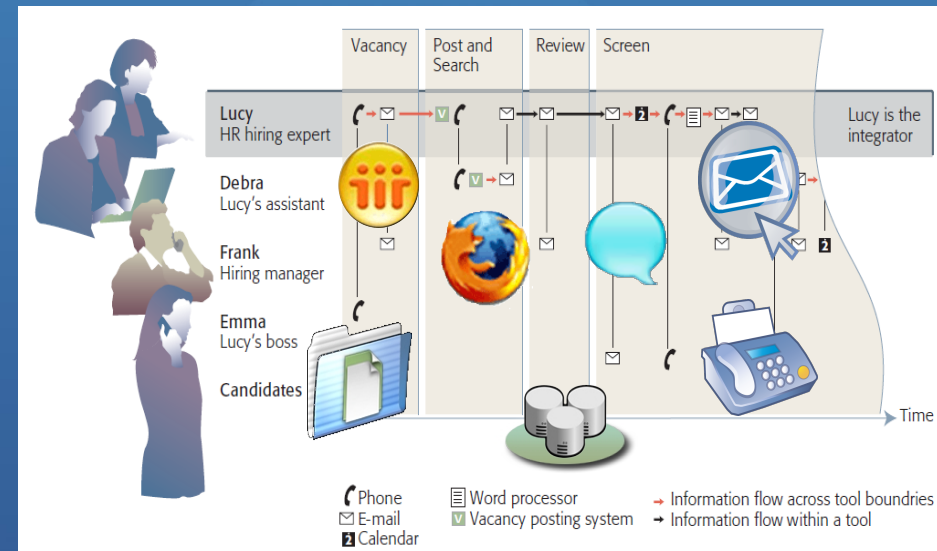 Vacancy
Post and
Search
Review
Screen
Lucy
HR hiring expert
Lucy is the
integrator
Debra
Lucy's assistant
Frank
Hiring manager
Emma
Lucy's boss
Candidates
Time
Phone
E-mail
Calendar
Word processor
V Vacancy posting system
Information flow across tool boundries
Information flow within a tool